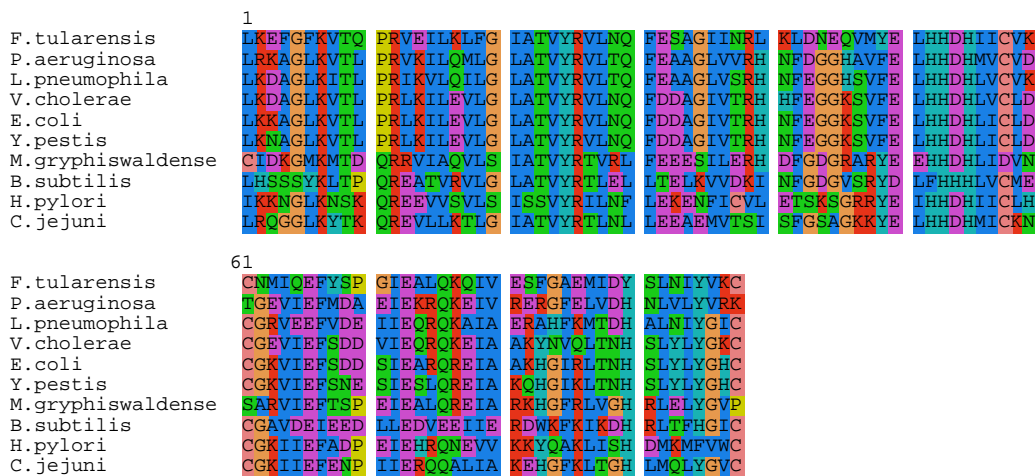 1
F.tularensis LKEFGFKVTQ PRVEILKLFG IATVYRVLNQ FESAGIINRL KLDNEQVMYE LHHDHIICVK
P.aeruginosa LRKAGLKVTL PRVKILQMLG LATVYRVLTQ FEAAGLVVRH NFDGGHAVFE LHHDHMVCVD
L.pneumophila LKDAGLKITL PRIKVLQILG IATVYRVLTQ FEAAGLVSRH NFEGGHSVFE LHHDHLVCVK
V.cholerae LKDAGLKVTL PRLKILEVLG LATVYRVLNQ FDDAGIVTRH HFEGGKSVFE LHHDHLVCLD
E.coli LKKAGLKVTL PRLKILEVLG LATVYRVLNQ FDDAGIVTRH NFEGGKSVFE LHHDHLICLD
Y.pestis LKNAGLKVTL PRLKILEVLG LATVYRVLNQ FDDAGIVTRH NFEGGKSVFE LHHDHLICLD
M.gryphiswaldense CIDKGMKMTD QRRVIAQVLS IATVYRTVRL FEEESILERH DFGDGRARYE EHHDHLIDVN
B.subtilis LHSSSYKLTP QREATVRVLG LATVYRTLEL LTELKVVDKI NFGDGVSRYD LFHHHLVCME
H.pylori IKKNGLKNSK QREEVVSVLS ISSVYRILNF LEKENFICVL ETSKSGRRYE IHHDHIICLH
C.jejuni LRQGGLKYTK QREVLLKTLG IATVYRTLNL LEEAEMVTSI SFGSAGKKYE LHHDHMICKN
61
F.tularensis CNMIQEFYSP GIEALQKQIV ESFGAEMIDY SLNIYVKC
P.aeruginosa TGEVIEFMDA EIEKRQKEIV RERGFELVDH NLVLYVRK
L.pneumophila CGRVEEFVDE IIEQRQKAIA ERAHFKMTDH ALNIYGIC
V.cholerae CGEVIEFSDD VIEQRQKEIA AKYNVQLTNH SLYLYGKC
E.coli CGKVIEFSDD SIEARQREIA AKHGIRLTNH SLYLYGHC
Y.pestis CGKVIEFSNE SIESLQREIA KQHGIKLTNH SLYLYGHC
M.gryphiswaldense SARVIEFTSP EIEALQREIA RKHGFRLVGH RLELYGVP
B.subtilis CGAVDEIEED LLEDVEEIIE RDWKFKIKDH RLTFHGIC
H.pylori CGKIIEFADP EIEHRQNEVV KKYQAKLISH DMKMFVWC
C.jejuni CGKIIEFENP IIERQQALIA KEHGFKLTGH LMQLYGVC